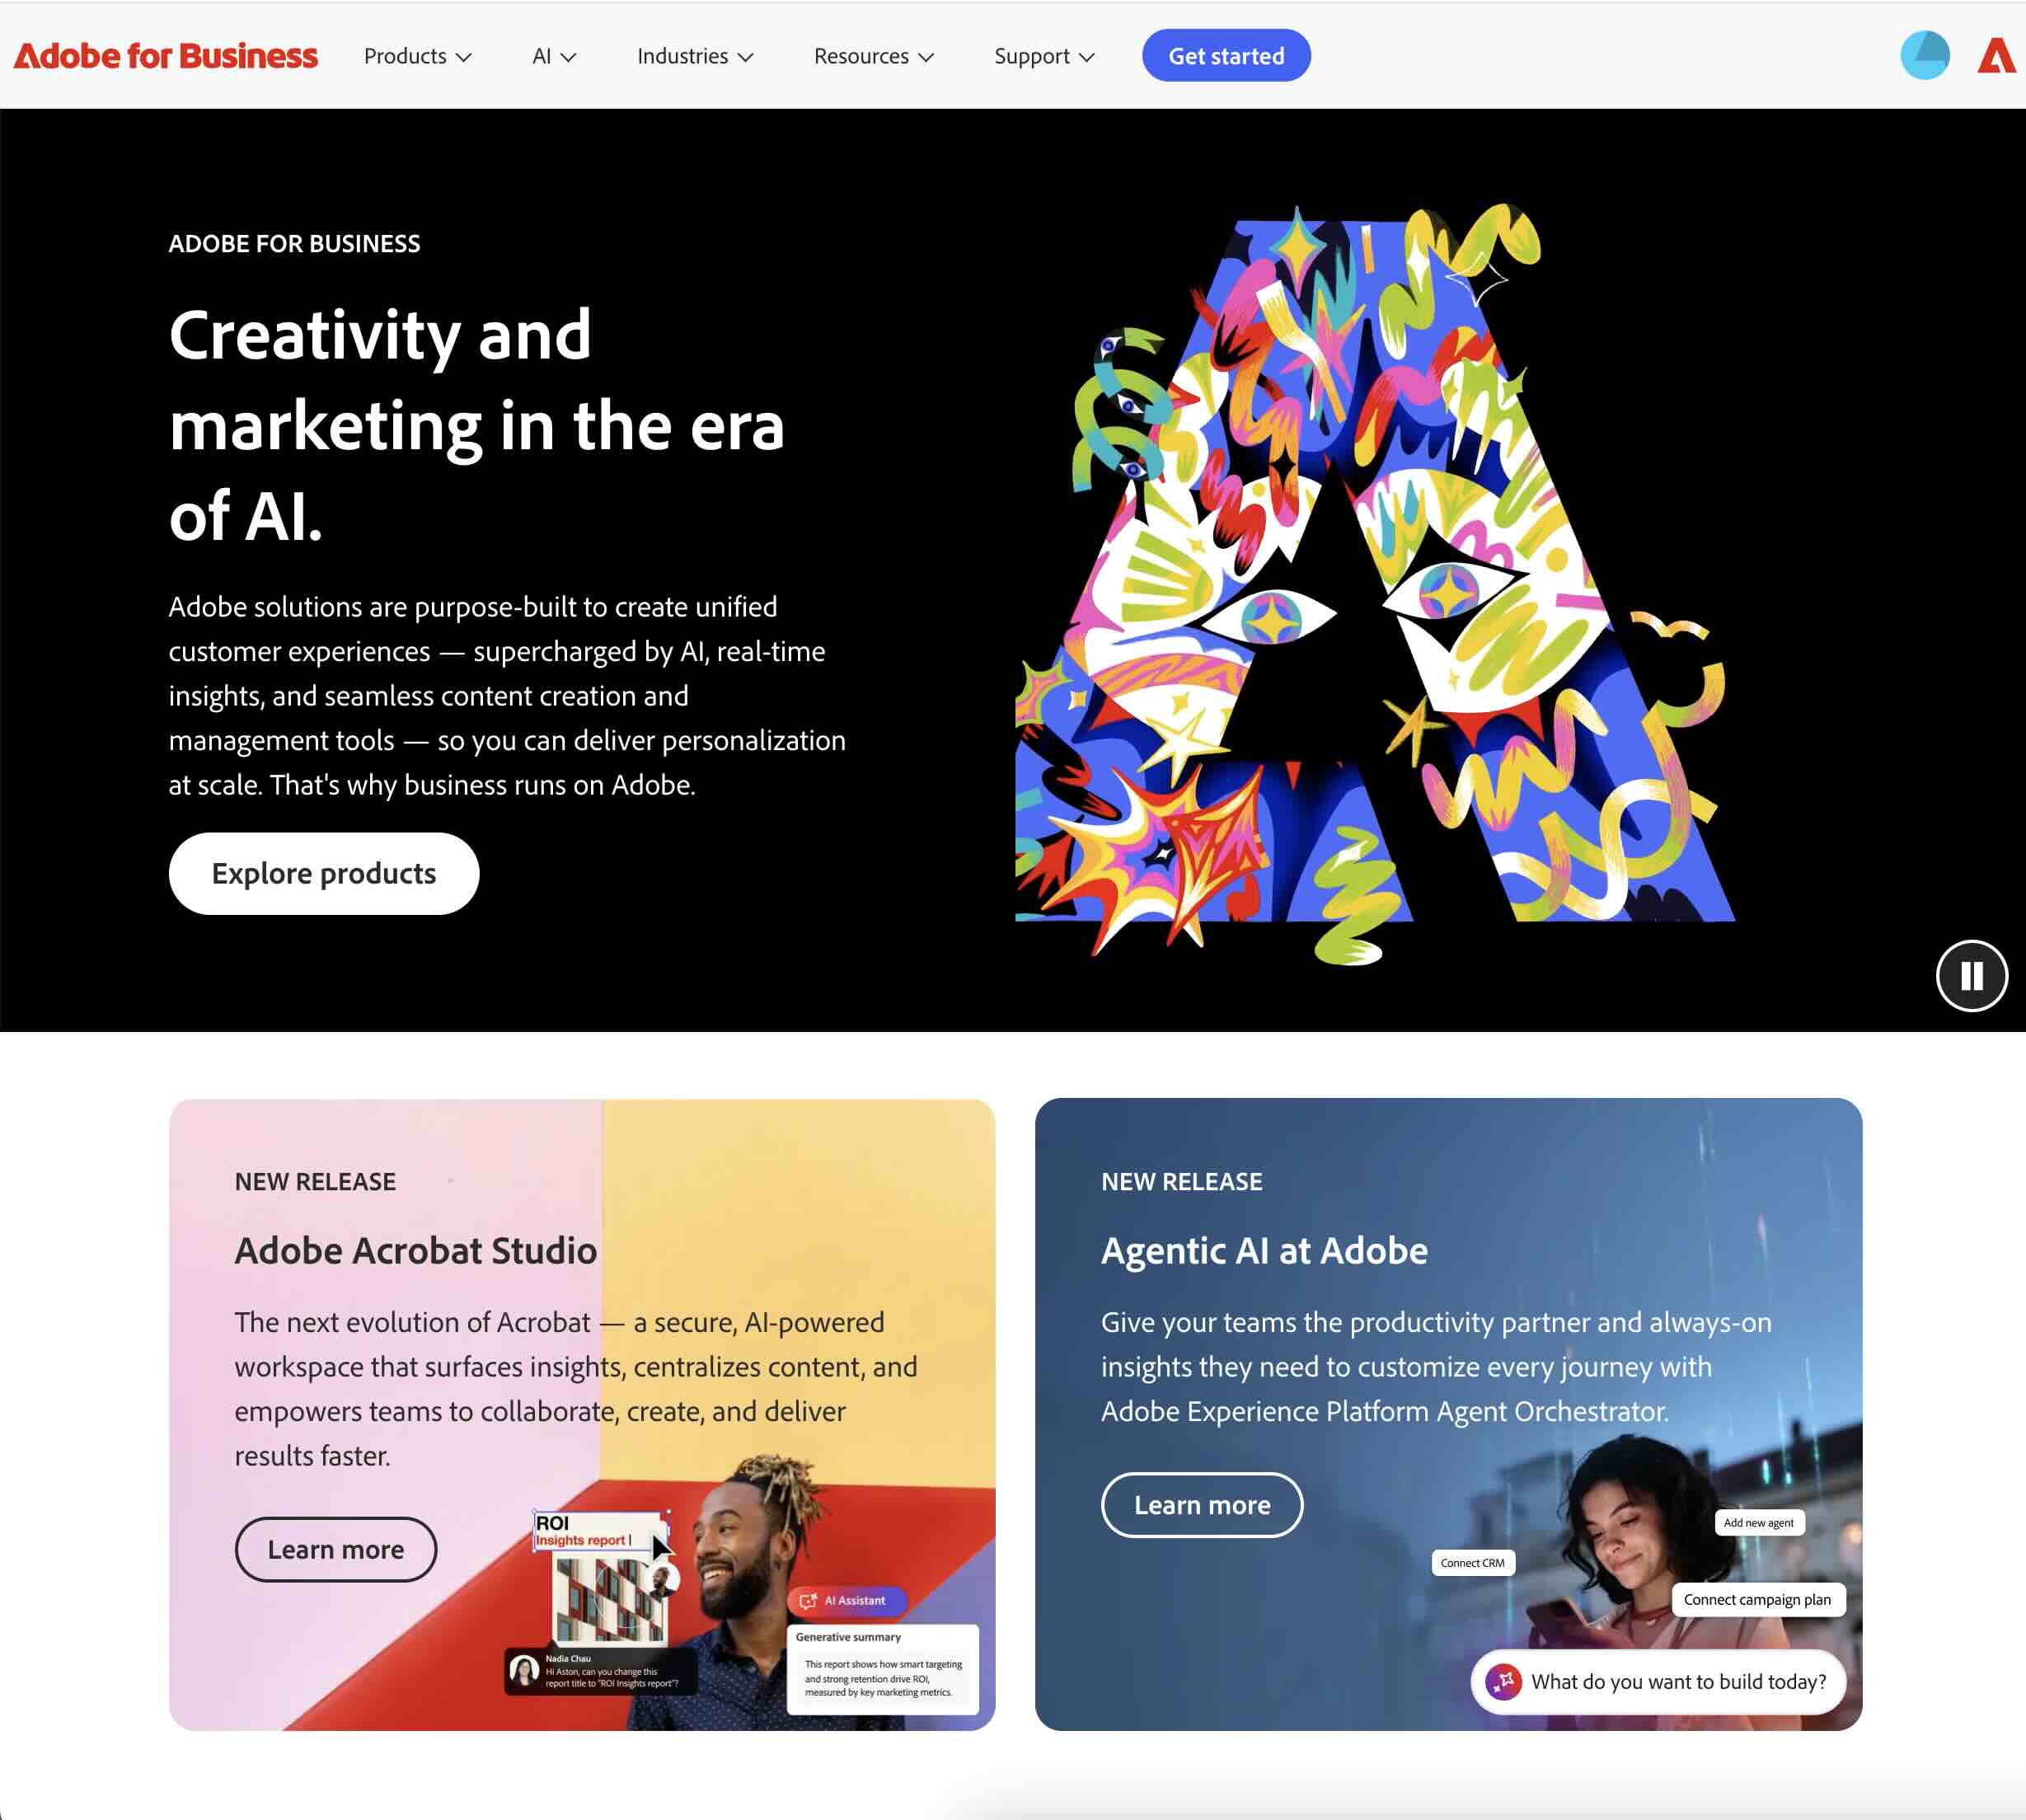 Adobe for Business
Products
AI
Industries
Resources
Support
Get started
ADOBE FOR BUSINESS
Creativity and
marketing in the era
of AI.
Adobe solutions are purpose-built to create unified
customer experiences — supercharged by AI, real-time
insights, and seamless content creation and
management tools — so you can deliver personalization
at scale. That's why business runs on Adobe.
Explore products
NEW RELEASE
Adobe Acrobat Studio
The next evolution of Acrobat — a secure, AI-powered
workspace that surfaces insights, centralizes content, and
empowers teams to collaborate, create, and deliver
results faster.
Learn more
ROI
Insights report
AI Assistant
Generative summary
This report shows how smart targeting
and strong retention drive ROI,
measured by key marketing metrics.
Nadia Chau
Hi Aston, can you change this
report title to "ROI Insights report"?
NEW RELEASE
Agentic AI at Adobe
Give your teams the productivity partner and always-on
insights they need to customize every journey with
Adobe Experience Platform Agent Orchestrator.
Learn more
Add new agent
Connect CRM
Connect campaign plan
What do you want to build today?